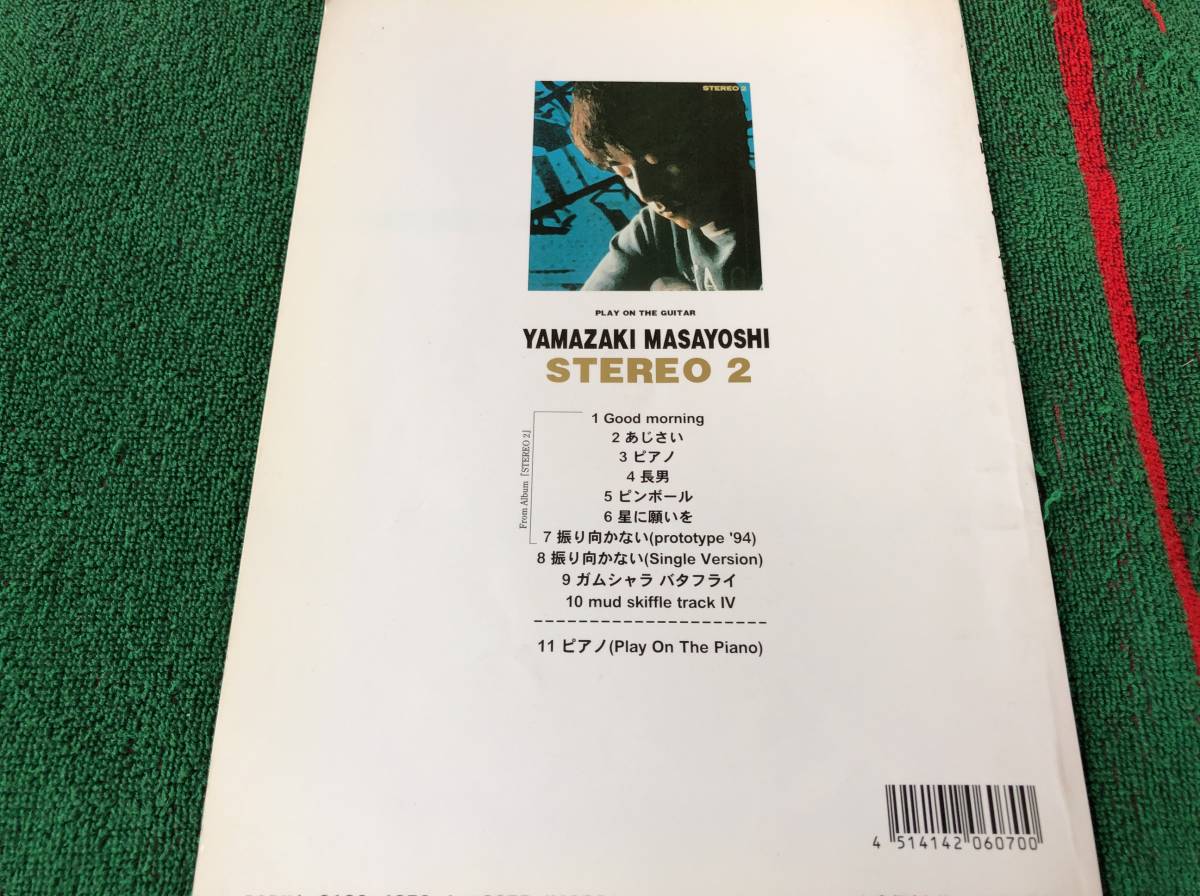 STEREO 2
PLAY ON THE GUITAR
YAMAZAKI MASAYOSHI
STEREO 2
From Album「STEREO 2」
1 Good morning
2 あじさい
3 ピアノ
4 長男
5 ピンボール
6 星に願いを
7 振り向かない(prototype '94)
8 振り向かない(Single Version)
9 ガムシャラ バタフライ
10 mud skiffle track IV
11 ピアノ(Play On The Piano)
4 514142 060700